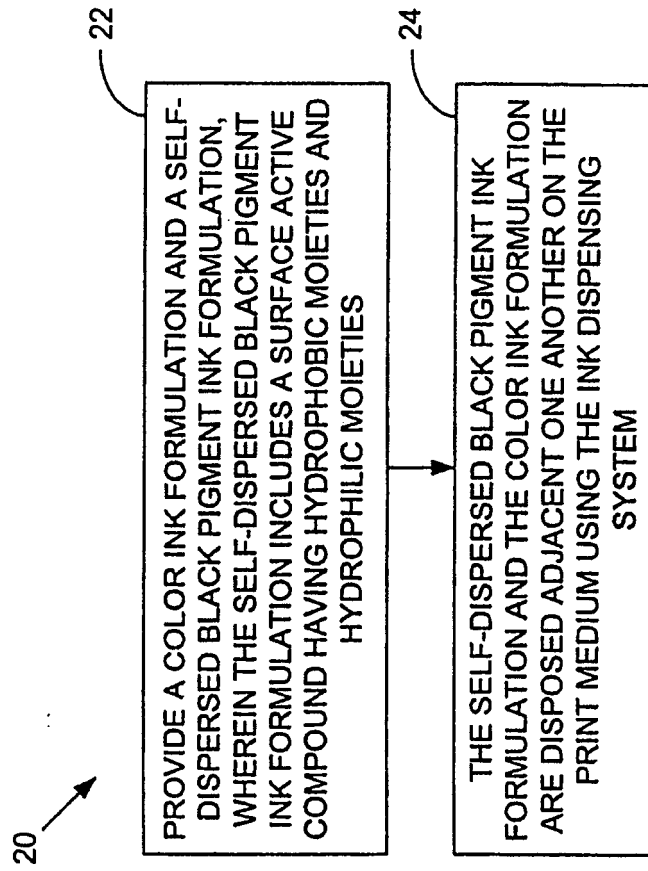 20
22
PROVIDE A COLOR INK FORMULATION AND A SELF-
DISPERSED BLACK PIGMENT INK FORMULATION,
WHEREIN THE SELF-DISPERSED BLACK PIGMENT
INK FORMULATION INCLUDES A SURFACE ACTIVE
COMPOUND HAVING HYDROPHOBIC MOIETIES AND
HYDROPHILIC MOIETIES
24
THE SELF-DISPERSED BLACK PIGMENT INK
FORMULATION AND THE COLOR INK FORMULATION
ARE DISPOSED ADJACENT ONE ANOTHER ON THE
PRINT MEDIUM USING THE INK DISPENSING
SYSTEM